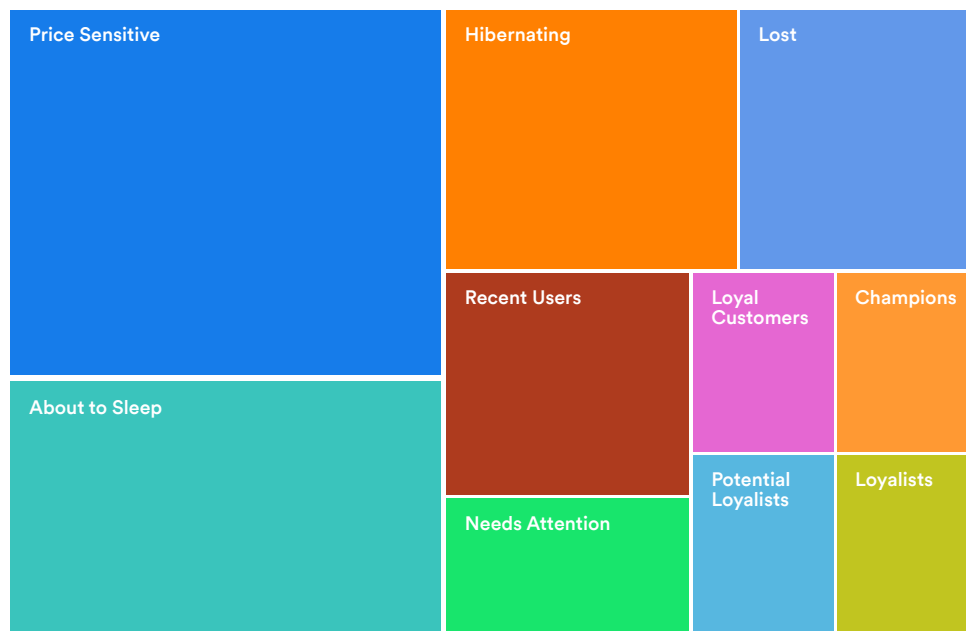 Price Sensitive
Hibernating
Lost
Recent Users
Loyal
Customers
Champions
About to Sleep
Potential
Loyalists
Loyalists
Needs Attention